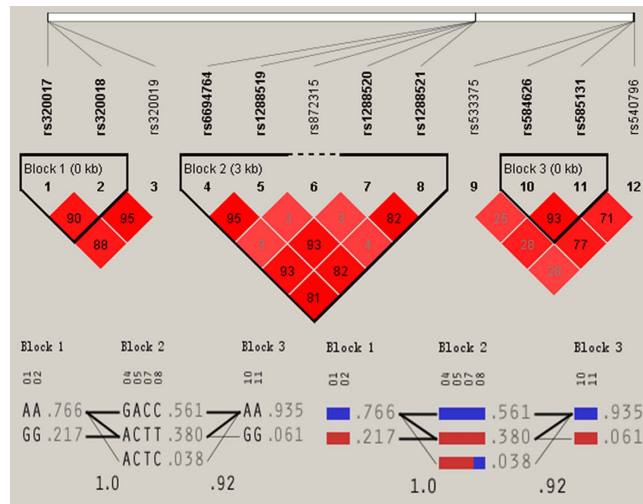 rs320017 rs320018 rs320019 rs6694764 rs1288519 rs872315 rs1288520 rs1288521 rs533375 rs584626 rs585131 rs540796
Block 1 (0 kb) Block 2 (3 kb) Block 3 (0 kb)
1 2 3 4 5 6 7 8 9 10 11 12
90 95 95 82 25 93 71
88 93 4 28 77
93 82 28
81
Block 1 Block 2 Block 3 Block 1 Block 2 Block 3
01 02 04 05 07 08 10 11 01 02 04 05 07 08 10 11
AA .766 GACC .561 AA .935 .766 .561 .935
GG .217 ACTT .380 GG .061 .217 .380 .061
ACTC .038 .038
1.0 .92 1.0 .92